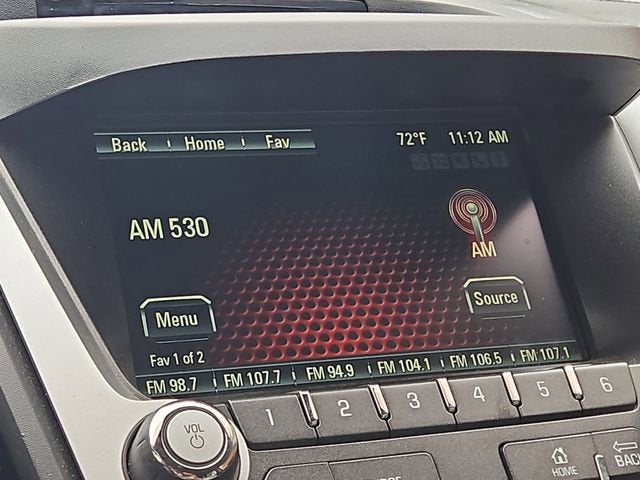 Back Home Fav 72°F 11:12 AM
AM 530
AM
Menu Source
Fav 1 of 2
FM 98.7 FM 107.7 FM 94.9 FM 104.1 FM 106.5 FM 107.1
1 2 3 4 5 6
VOL
HOME BACK